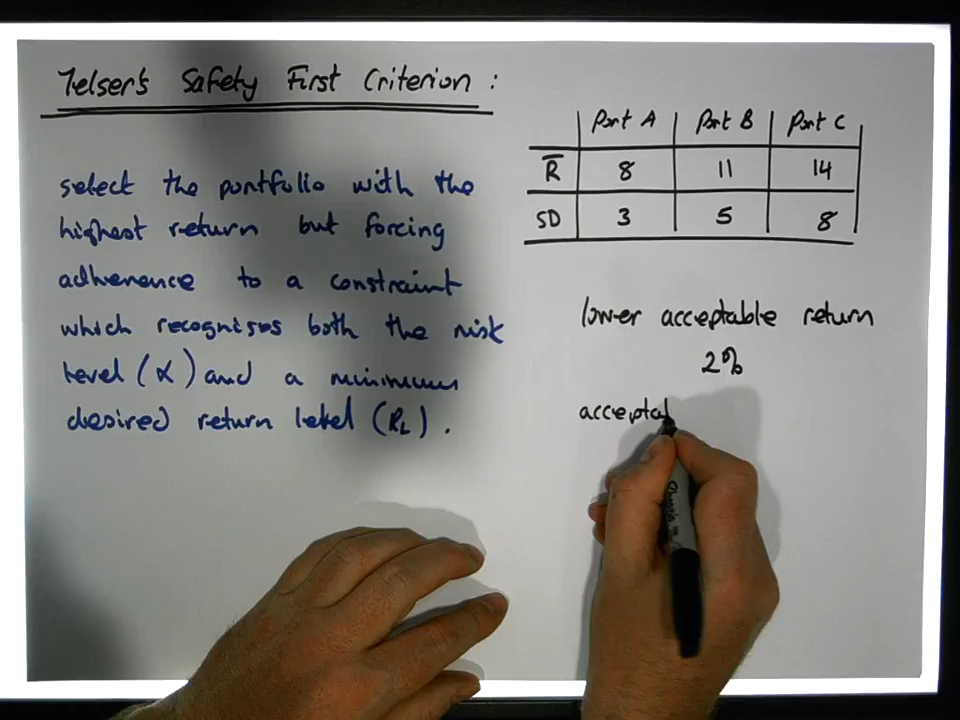 Telser's Safety First Criterion :
select the portfolio with the
highest return but forcing
adherence to a constraint
which recognises both the risk
level (α) and a minimum
desired return level (RL) .
Port A Port B Port C
R̄ 8 11 14
SD 3 5 8
lower acceptable return
2%
acceptal
Sharpie